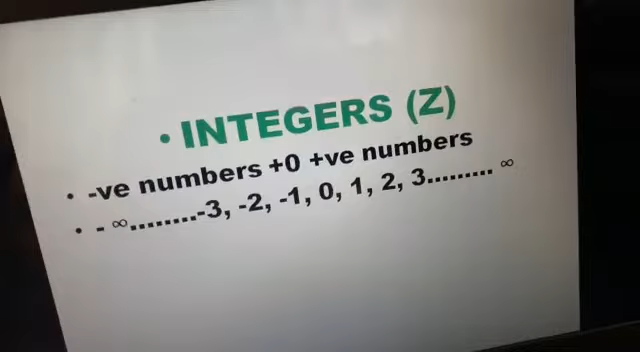 • INTEGERS (Z)
• -ve numbers +0 +ve numbers
• - ∞........-3, -2, -1, 0, 1, 2, 3......... ∞